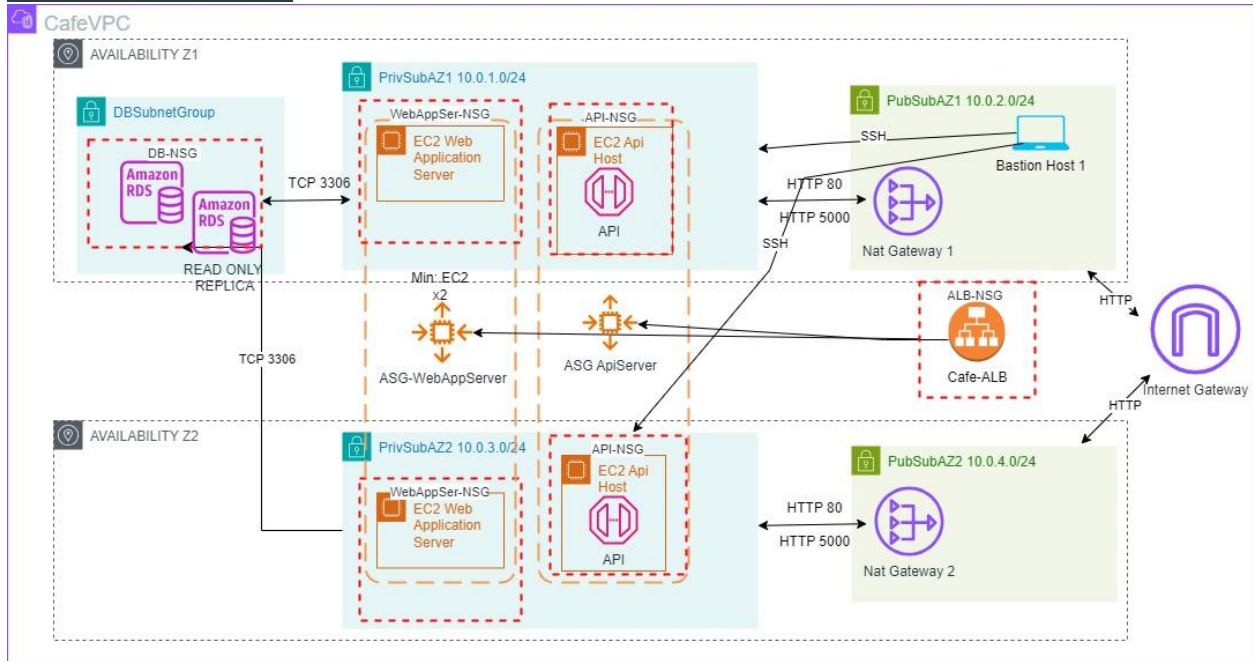 CafeVPC
AVAILABILITY Z1
DBSubnetGroup
DB-NSG
Amazon
RDS
Amazon
RDS
READ ONLY
REPLICA
TCP 3306
PrivSubAZ1 10.0.1.0/24
WebAppSer-NSG
EC2 Web
Application
Server
API-NSG
EC2 Api
Host
API
SSH
HTTP 80
HTTP 5000
SSH
PubSubAZ1 10.0.2.0/24
Bastion Host 1
Nat Gateway 1
Min: EC2
x2
ASG-WebAppServer
ASG ApiServer
ALB-NSG
Cafe-ALB
HTTP
Internet Gateway
HTTP
TCP 3306
AVAILABILITY Z2
PrivSubAZ2 10.0.3.0/24
WebAppSer-NSG
EC2 Web
Application
Server
API-NSG
EC2 Api
Host
API
HTTP 80
HTTP 5000
PubSubAZ2 10.0.4.0/24
Nat Gateway 2